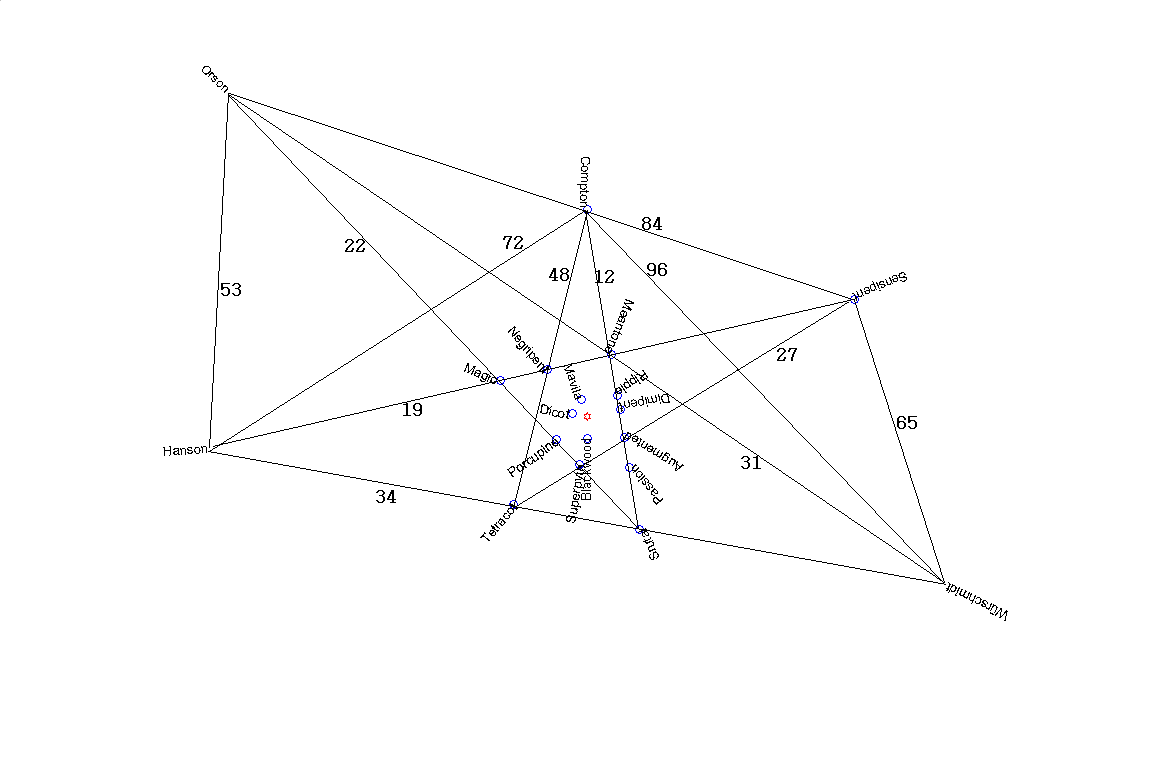 Orson
Compton
84
72
22
48
12
96
Sensipent
53
Meantone
Negripent
27
Magic
Mavila
Ripple
Dimipent
19
Dicot
65
Hanson
Porcupine
Augmented
31
Blackwood
Superpyth
Passion
34
Tetracot
Srutal
Würschmidt